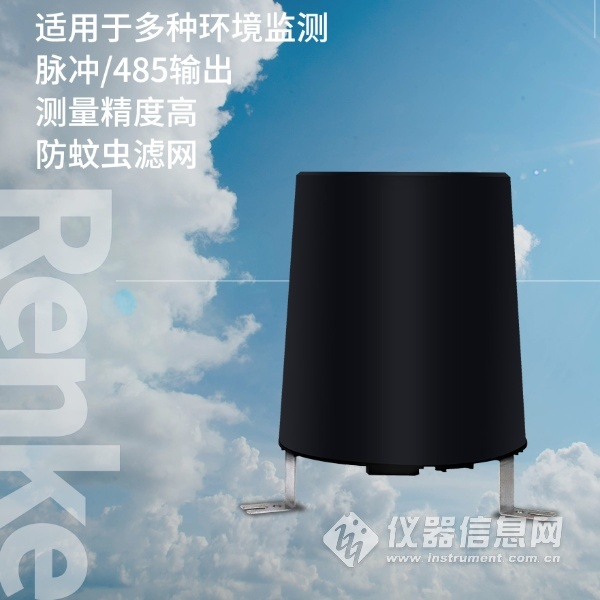 适用于多种环境监测
脉冲/485输出
测量精度高
防蚊虫滤网
Renke
仪器信息网
www.instrument.com.cn